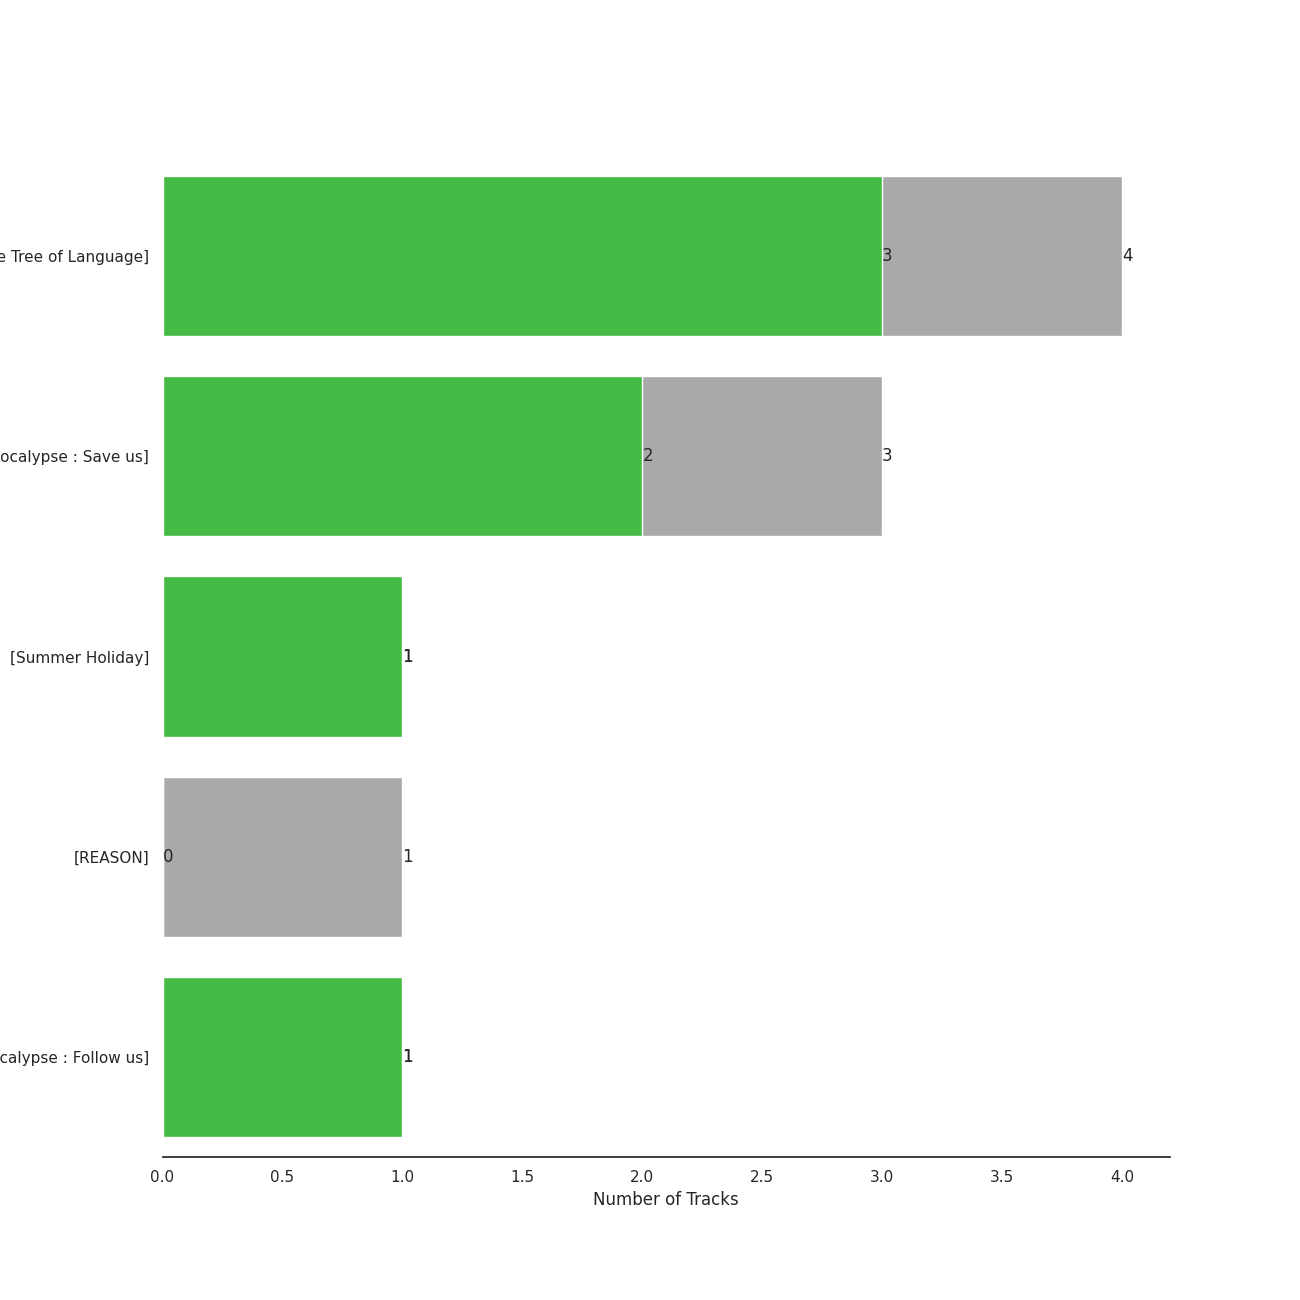 e Tree of Language]
3
4
ocalypse : Save us]
2
3
[Summer Holiday]
1
[REASON]
0
1
calypse : Follow us]
1
0.0 0.5 1.0 1.5 2.0 2.5 3.0 3.5 4.0
Number of Tracks